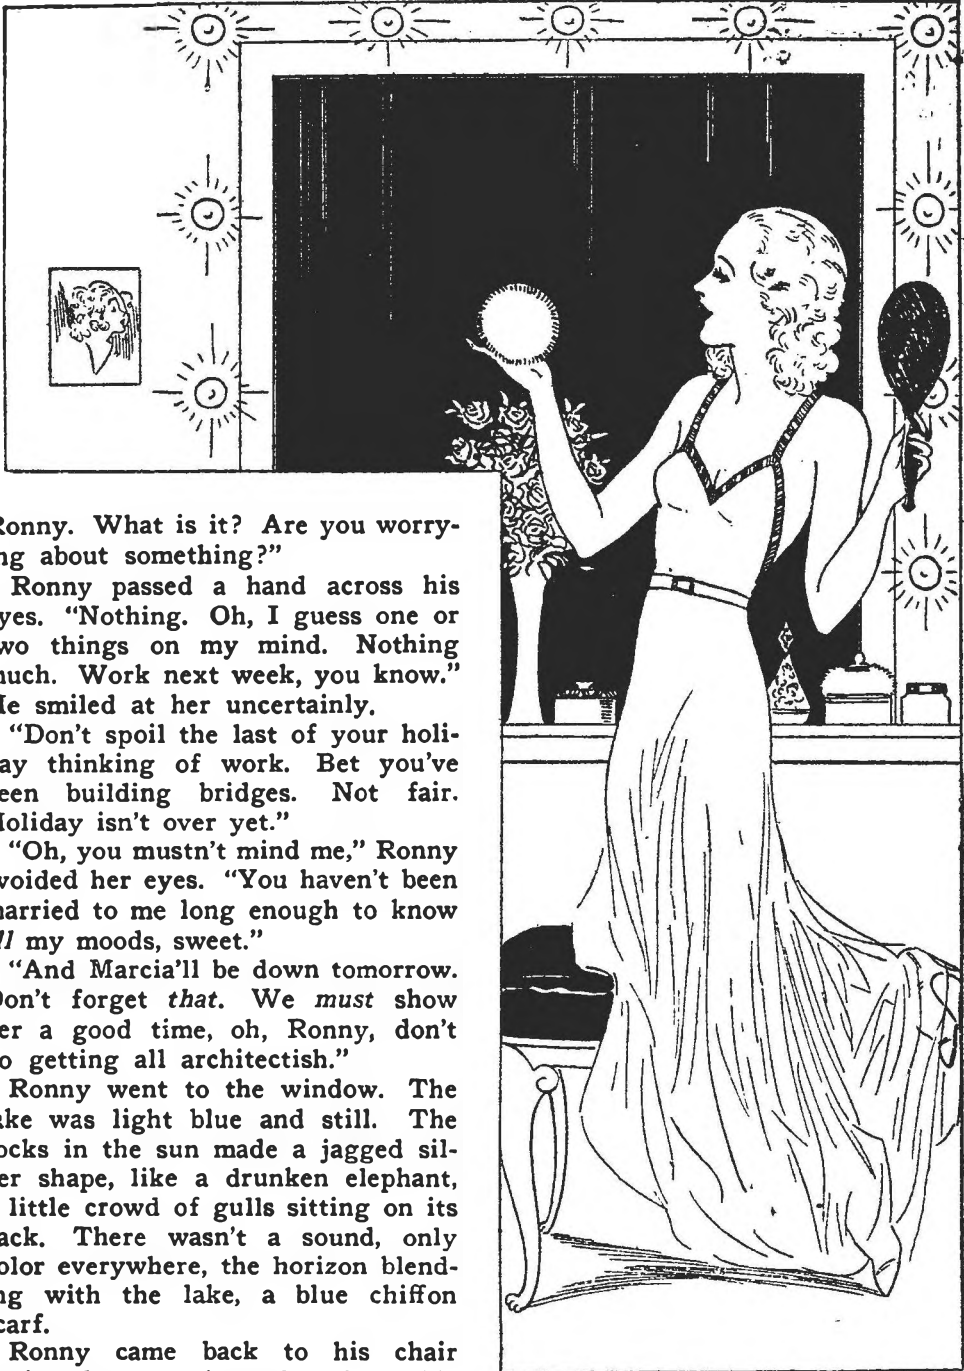 Ronny. What is it? Are you worry-
ng about something?”
Ronny passed a hand across his
yes. “Nothing. Oh, I guess one or
wo things on my mind. Nothing
much. Work next week, you know.”
He smiled at her uncertainly.
“Don't spoil the last of your holi-
ay thinking of work. Bet you've
een building bridges. Not fair.
Holiday isn't over yet.”
“Oh, you mustn't mind me,” Ronny
voided her eyes. “You haven't been
married to me long enough to know
ll my moods, sweet.”
“And Marcia'll be down tomorrow.
Don't forget that. We must show
er a good time, oh, Ronny, don't
o getting all architectish.”
Ronny went to the window. The
ake was light blue and still. The
ocks in the sun made a jagged sil-
er shape, like a drunken elephant,
little crowd of gulls sitting on its
ack. There wasn't a sound, only
olor everywhere, the horizon blend-
ng with the lake, a blue chiffon
carf.
Ronny came back to his chair